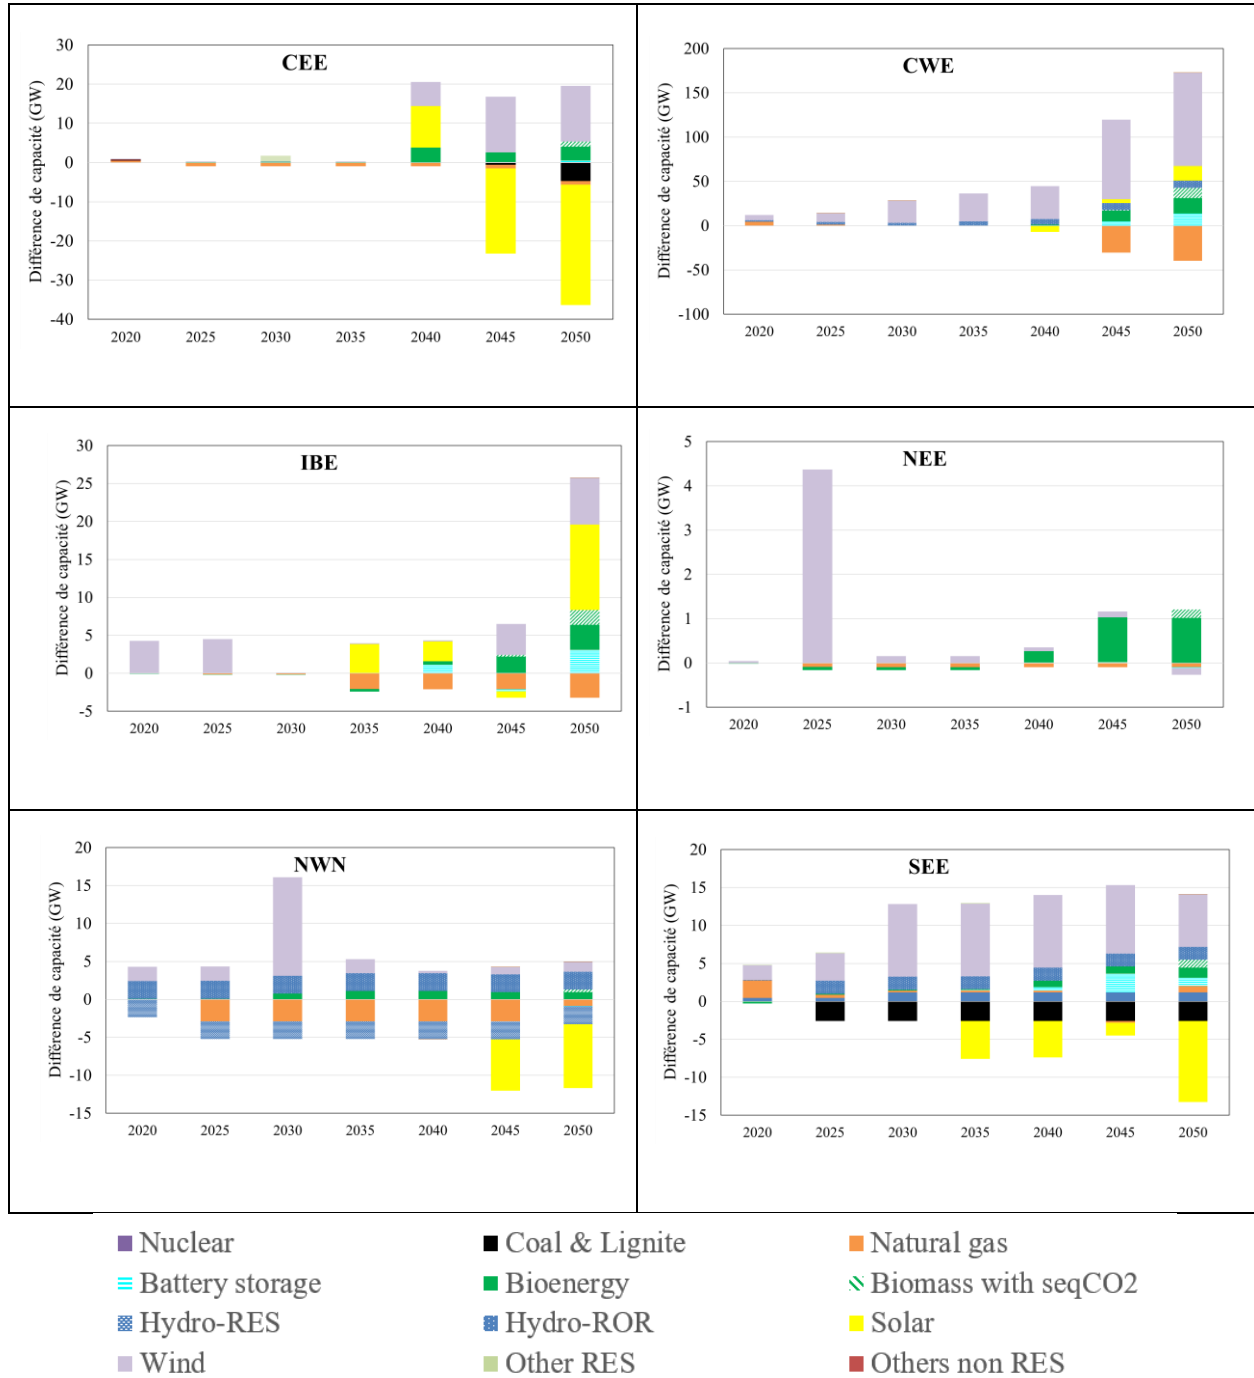 CEE
Différence de capacité (GW)
30
20
10
0
-10
-20
-30
-40
2020 2025 2030 2035 2040 2045 2050
CWE
Différence de capacité (GW)
200
150
100
50
0
-50
-100
2020 2025 2030 2035 2040 2045 2050
IBE
Différence de capacité (GW)
30
25
20
15
10
5
0
-5
2020 2025 2030 2035 2040 2045 2050
NEE
Différence de capacité (GW)
5
4
3
2
1
0
-1
2020 2025 2030 2035 2040 2045 2050
NWN
Différence de capacité (GW)
20
15
10
5
0
-5
-10
-15
2020 2025 2030 2035 2040 2045 2050
SEE
Différence de capacité (GW)
20
15
10
5
0
-5
-10
-15
2020 2025 2030 2035 2040 2045 2050
Nuclear Coal & Lignite Natural gas
Battery storage Bioenergy Biomass with seqCO2
Hydro-RES Hydro-ROR Solar
Wind Other RES Others non RES